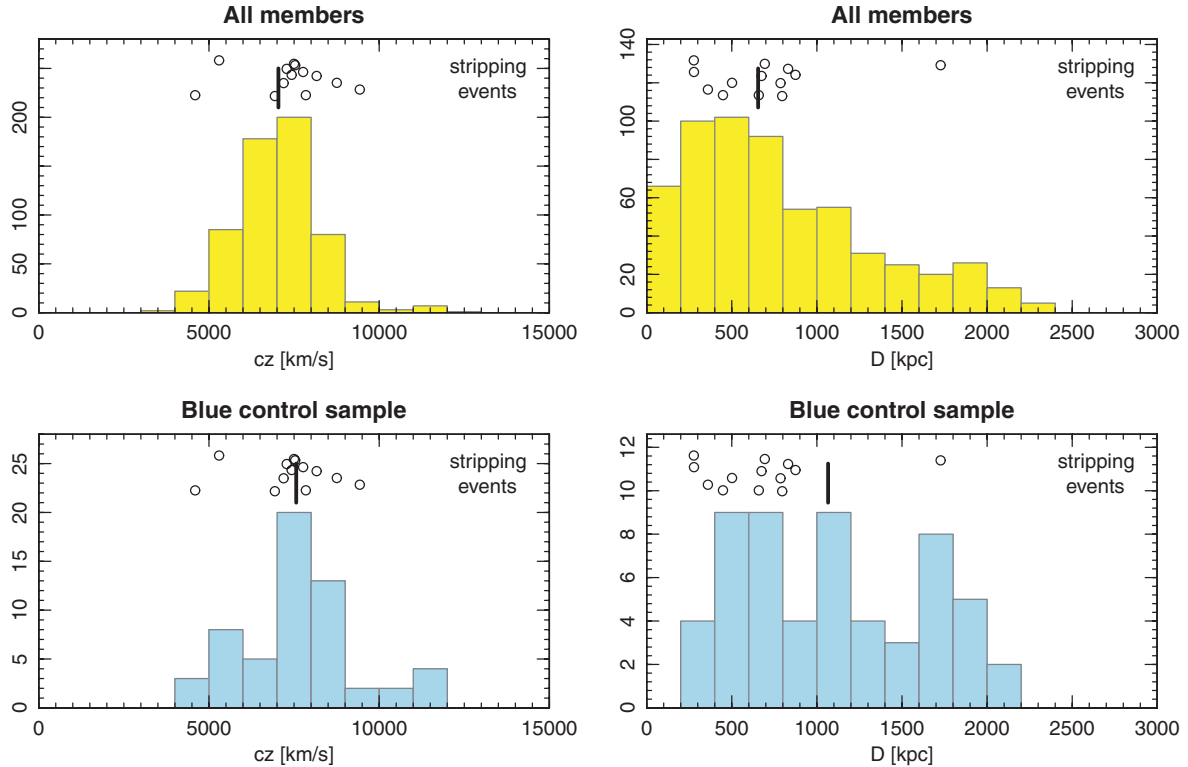 All members
stripping
events
200
100
50
0
0
5000
10000
15000
cz [km/s]
All members
stripping
events
140
100
60
20
0
0
500
1000
1500
2000
2500
3000
D [kpc]
Blue control sample
stripping
events
25
20
15
10
5
0
0
5000
10000
15000
cz [km/s]
Blue control sample
stripping
events
12
10
8
6
4
2
0
0
500
1000
1500
2000
2500
3000
D [kpc]